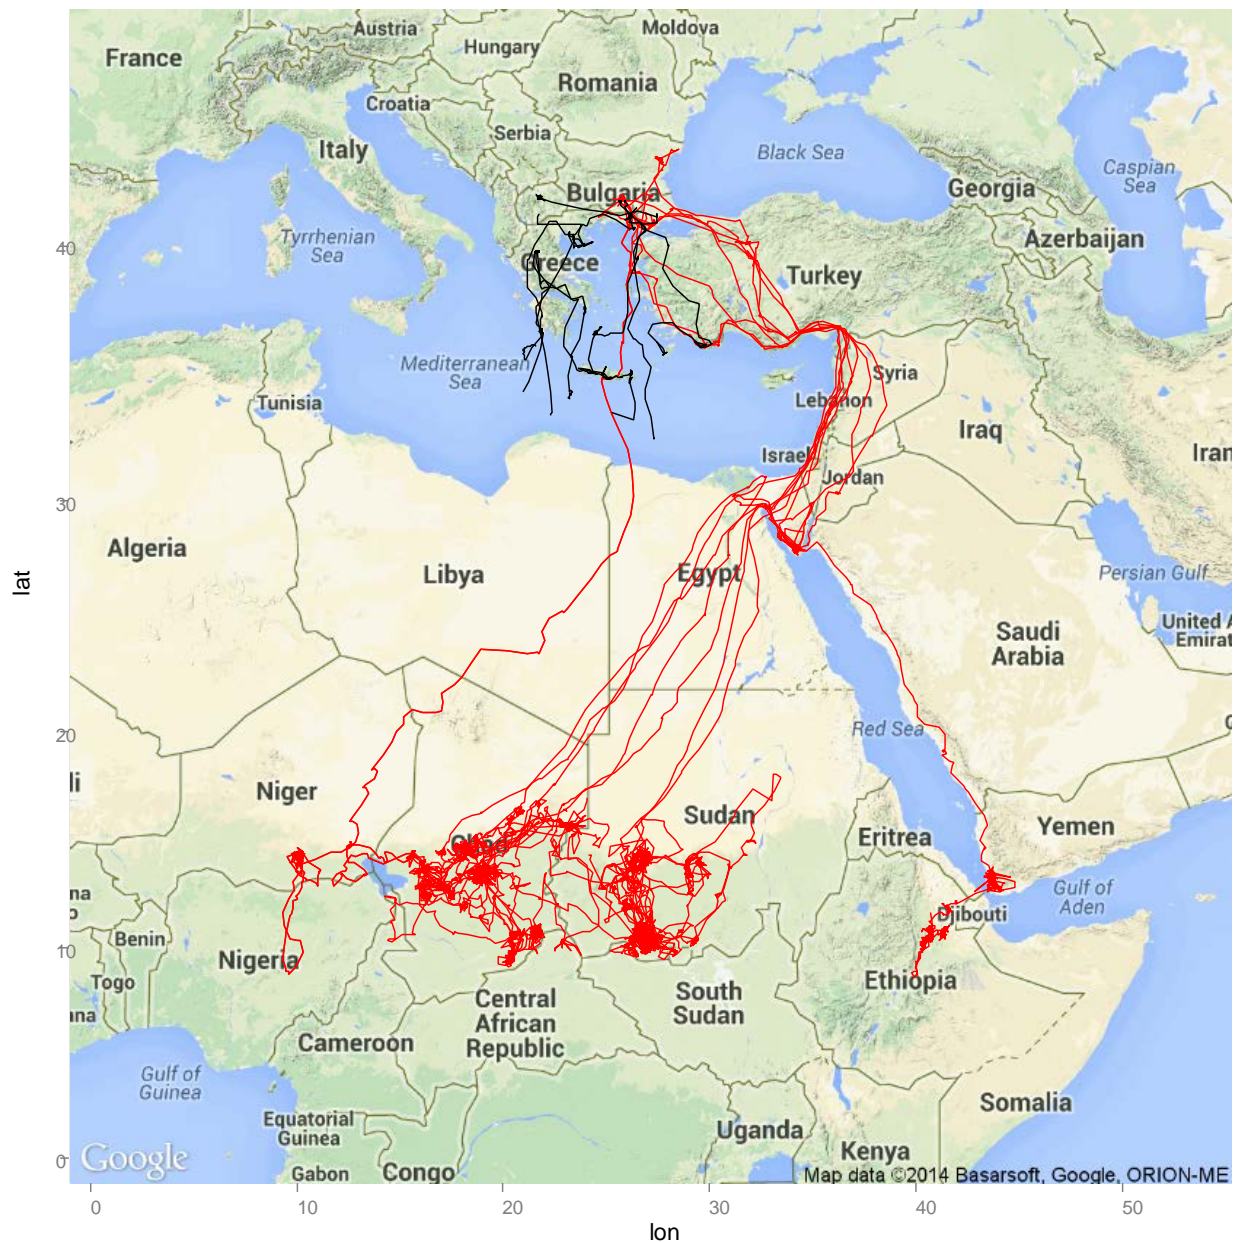 Austria
Moldova
Hungary
France
Romania
Croatia
Serbia
Italy
Black Sea
Caspian
Sea
Georgia
Bulgaria
Tyrrhenian
Sea
Azerbaijan
40
Greece
Turkey
Mediterranean
Sea
Syria
Tunisia
Lebanon
Iraq
Iran
Israel
Jordan
30
Algeria
Libya
Egypt
Persian Gulf
lat
Saudi
Arabia
United A
Emirat
20
Red Sea
li
Niger
Sudan
Chad
Eritrea
Yemen
na
o
Gulf of
Aden
Djibouti
10
Benin
Nigeria
Togo
Ethiopia
Central
African
Republic
South
Sudan
ana
Cameroon
Gulf of
Guinea
Somalia
Equatorial
Guinea
Uganda
Kenya
0
Google
Gabon
Congo
Map data ©2014 Basarsoft, Google, ORION-ME
0 10 20 30 40 50
lon